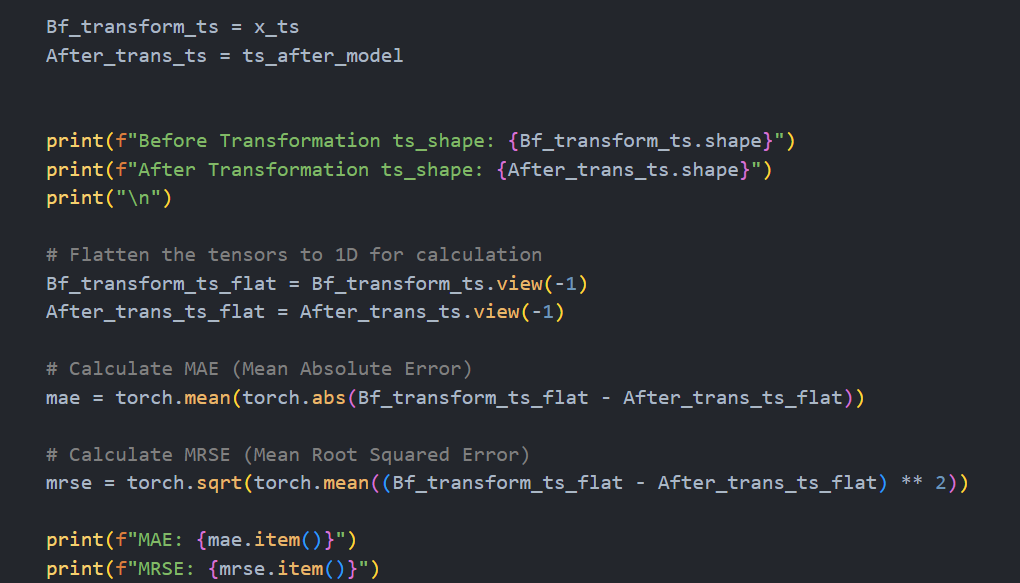 Bf_transform_ts = x_ts
After_trans_ts = ts_after_model
print(f"Before Transformation ts_shape: {Bf_transform_ts.shape}")
print(f"After Transformation ts_shape: {After_trans_ts.shape}")
print("\n")
# Flatten the tensors to 1D for calculation
Bf_transform_ts_flat = Bf_transform_ts.view(-1)
After_trans_ts_flat = After_trans_ts.view(-1)
# Calculate MAE (Mean Absolute Error)
mae = torch.mean(torch.abs(Bf_transform_ts_flat - After_trans_ts_flat))
# Calculate MRSE (Mean Root Squared Error)
mrse = torch.sqrt(torch.mean((Bf_transform_ts_flat - After_trans_ts_flat) ** 2))
print(f"MAE: {mae.item()}")
print(f"MRSE: {mrse.item()}")